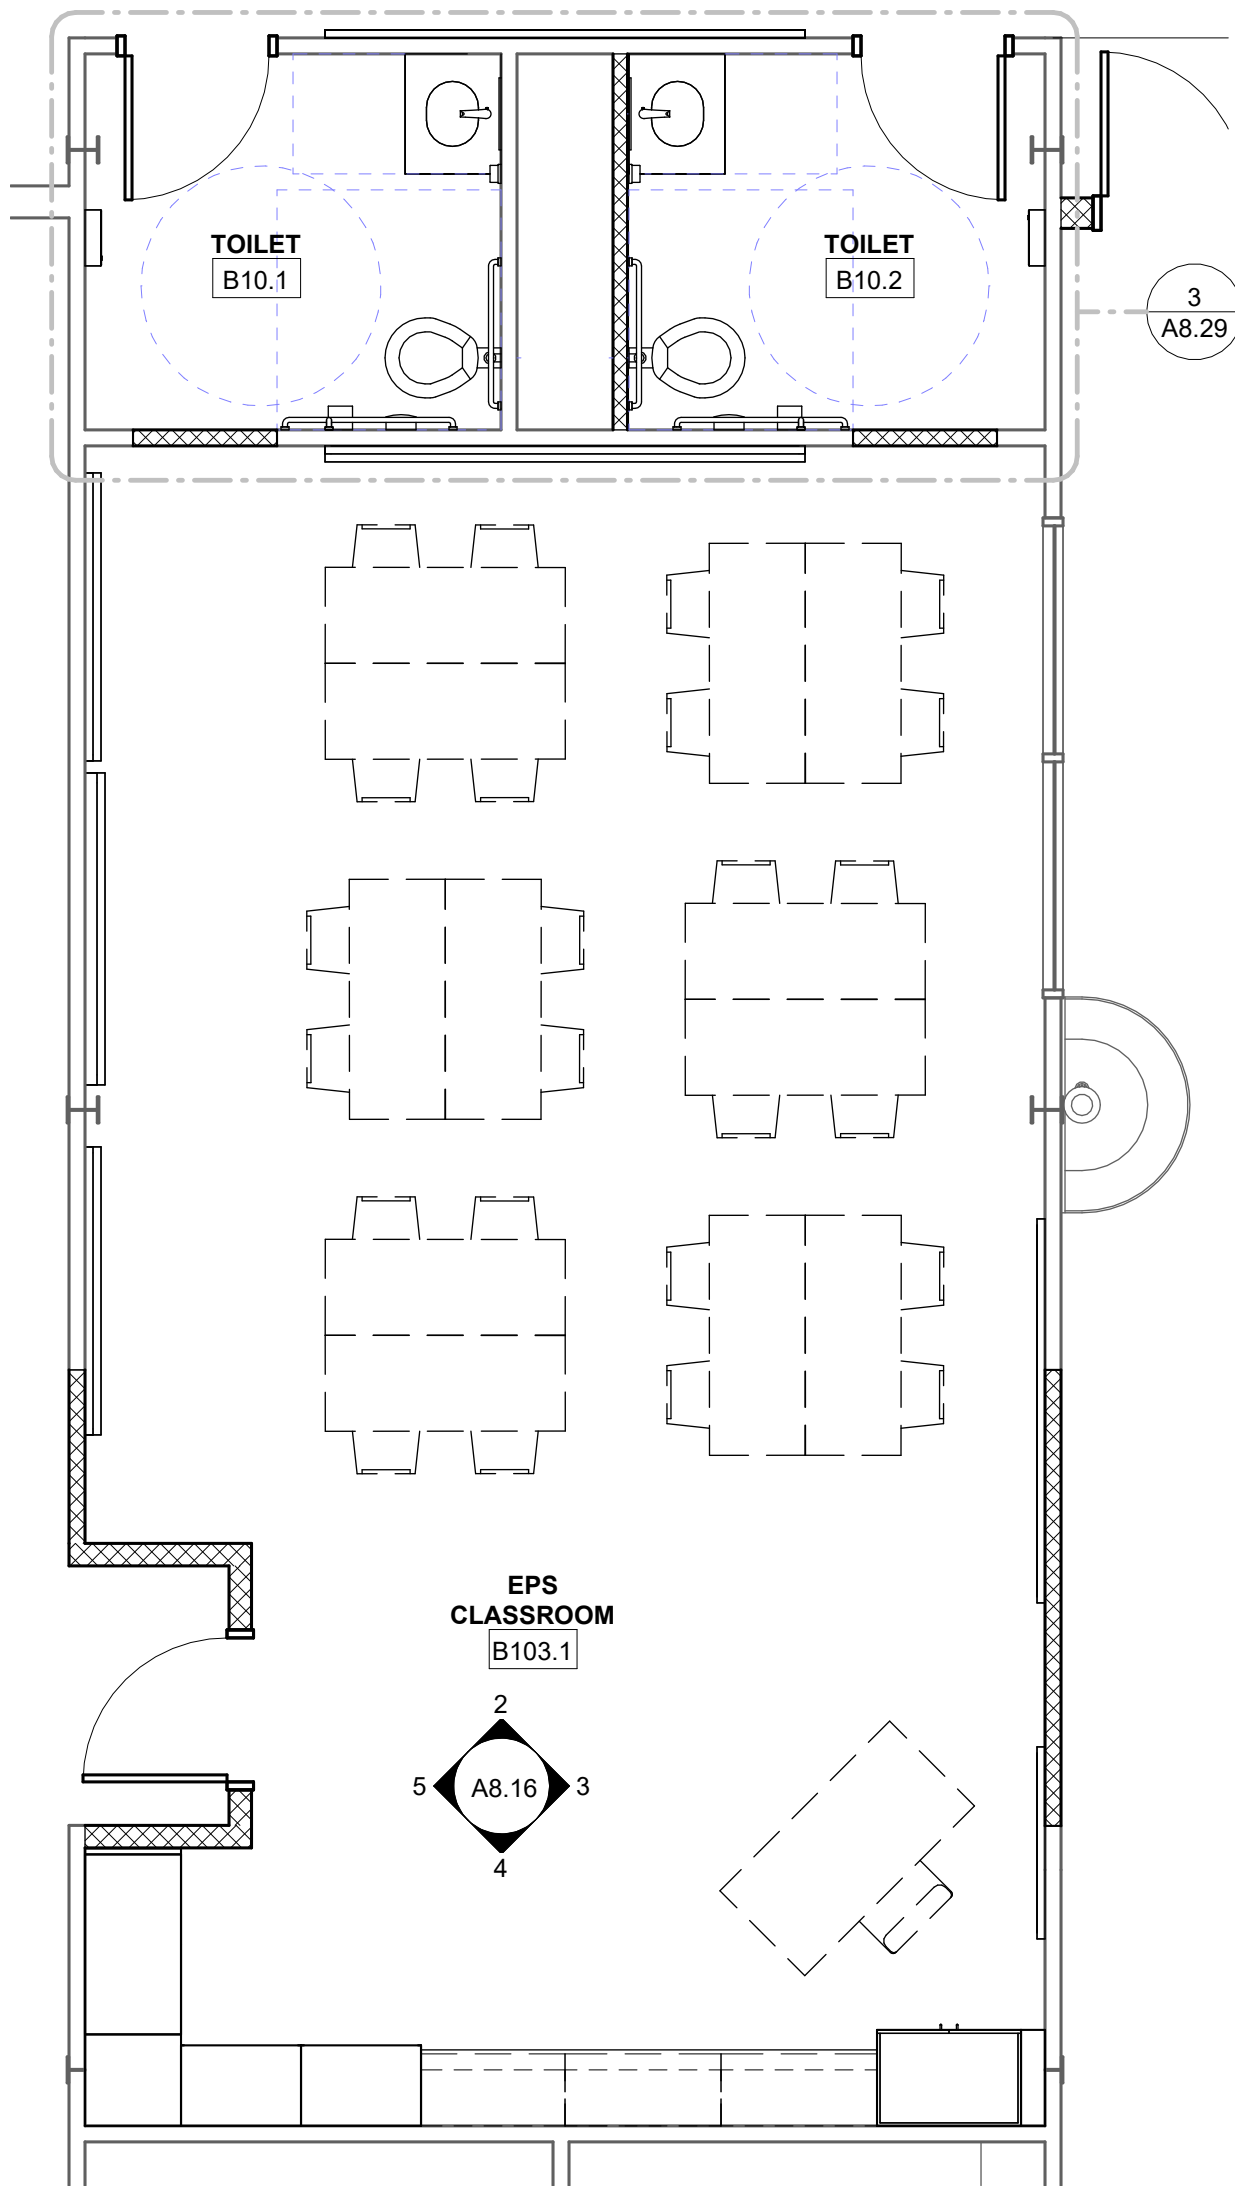 TOILET
B10.1
TOILET
B10.2
3
A8.29
EPS
CLASSROOM
B103.1
2
5
A8.16
3
4